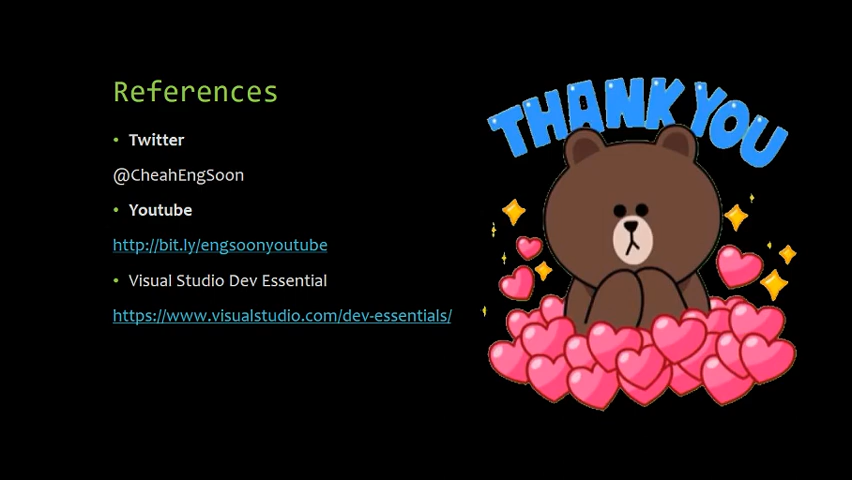 References
• Twitter
@CheahEngSoon
• Youtube
http://bit.ly/engsoonyoutube
• Visual Studio Dev Essential
https://www.visualstudio.com/dev-essentials/
THANK YOU